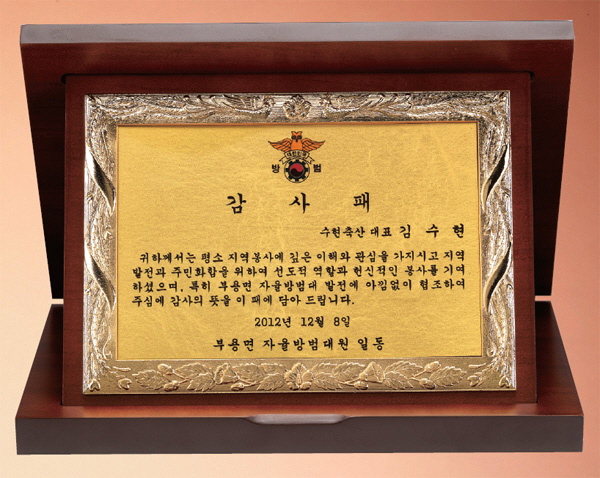 방 범
감 사 패
수현축산 대표 김 수 현
귀하께서는 평소 지역봉사에 깊은 이해와 관심을 가지시고 지역
발전과 주민화합을 위하여 선도적 역할과 헌신적인 봉사를 기여
하셨으며, 특히 부용면 자율방범대 발전에 아낌없이 협조하여
주심에 감사의 뜻을 이 패에 담아 드립니다.
2012년 12월 8일
부용면 자율방범대원 일동